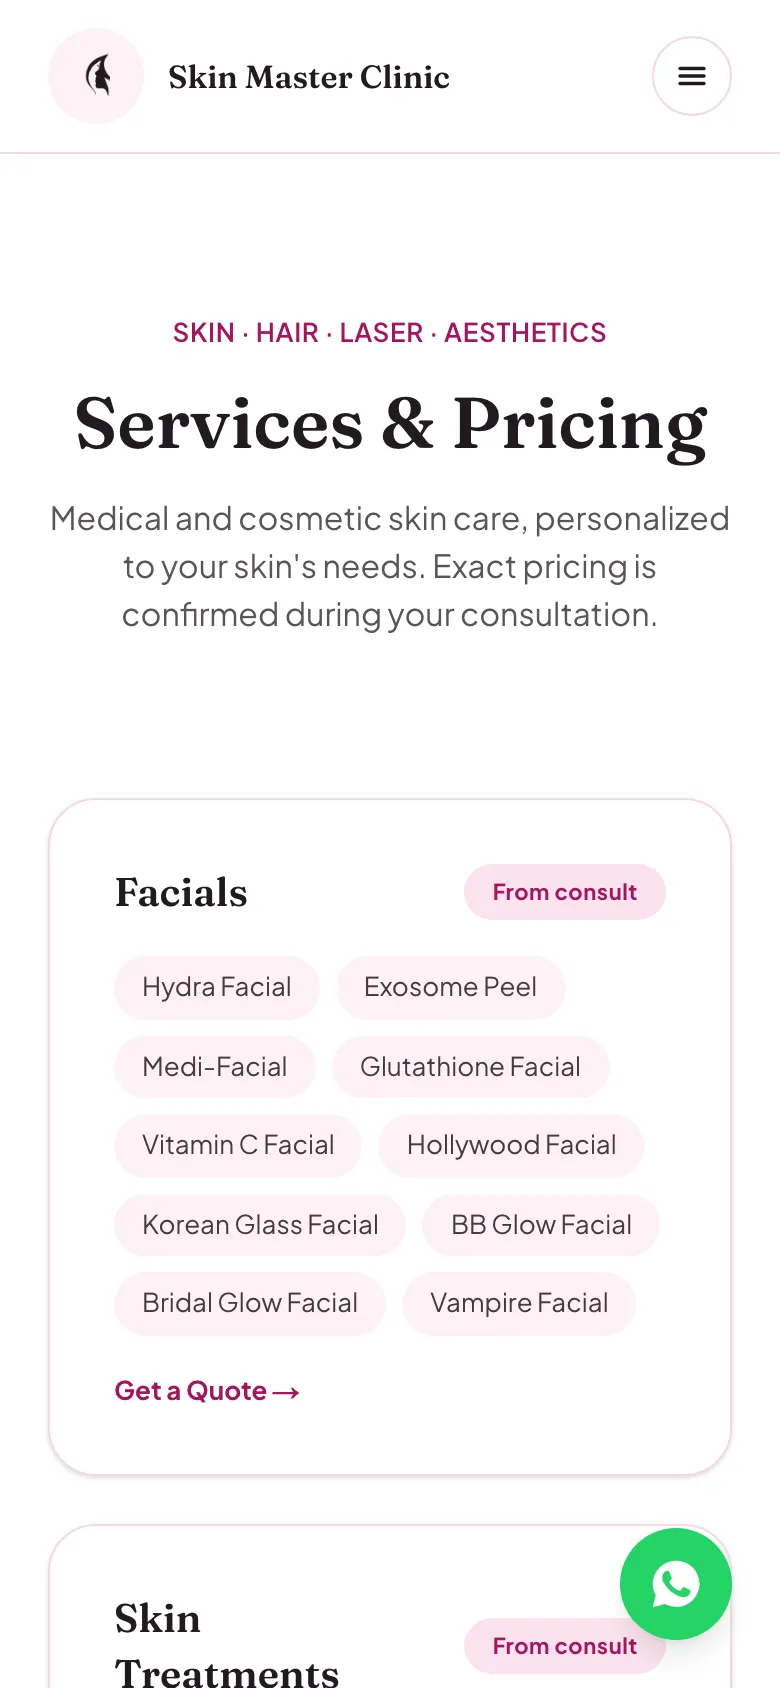 Skin Master Clinic
SKIN · HAIR · LASER · AESTHETICS
Services & Pricing
Medical and cosmetic skin care, personalized
to your skin's needs. Exact pricing is
confirmed during your consultation.
Facials
From consult
Hydra Facial
Exosome Peel
Medi-Facial
Glutathione Facial
Vitamin C Facial
Hollywood Facial
Korean Glass Facial
BB Glow Facial
Bridal Glow Facial
Vampire Facial
Get a Quote →
Skin
Treatments
From consult